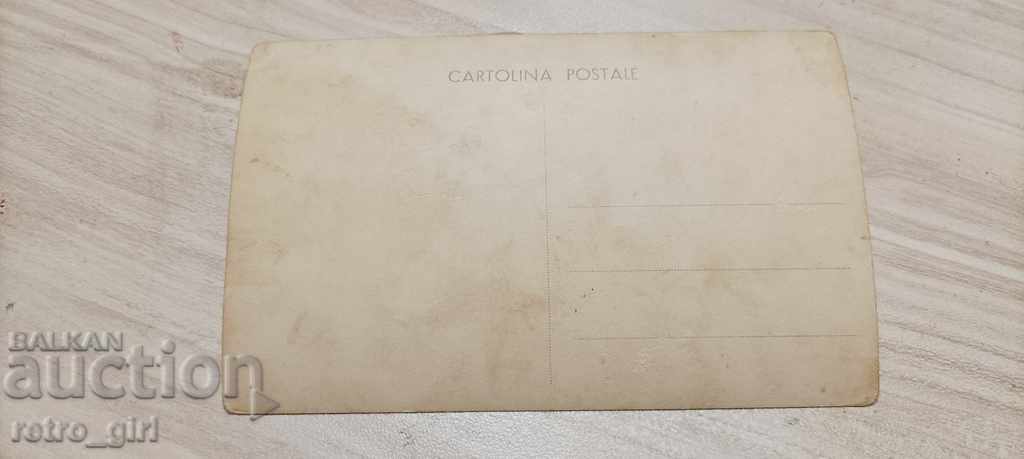 CARTOLINA POSTALE
BALKAN
auction
retro_girl